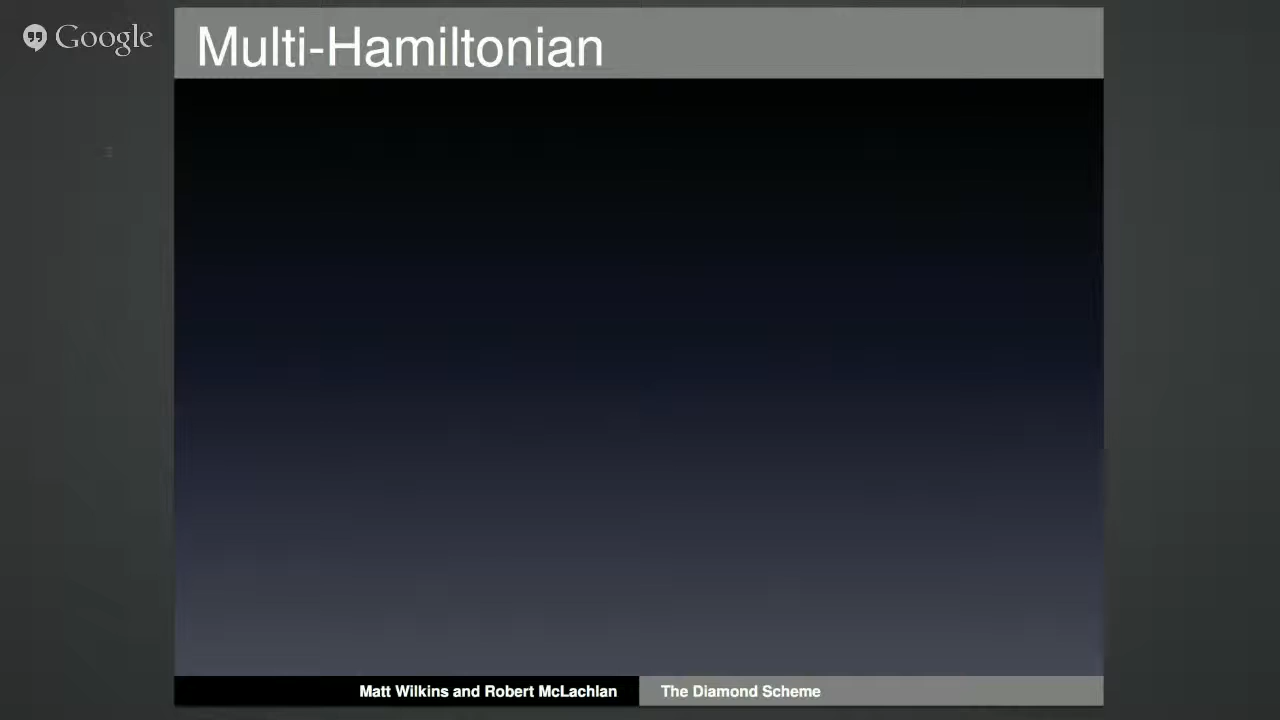 Google
Multi-Hamiltonian
Matt Wilkins and Robert McLachlan
The Diamond Scheme